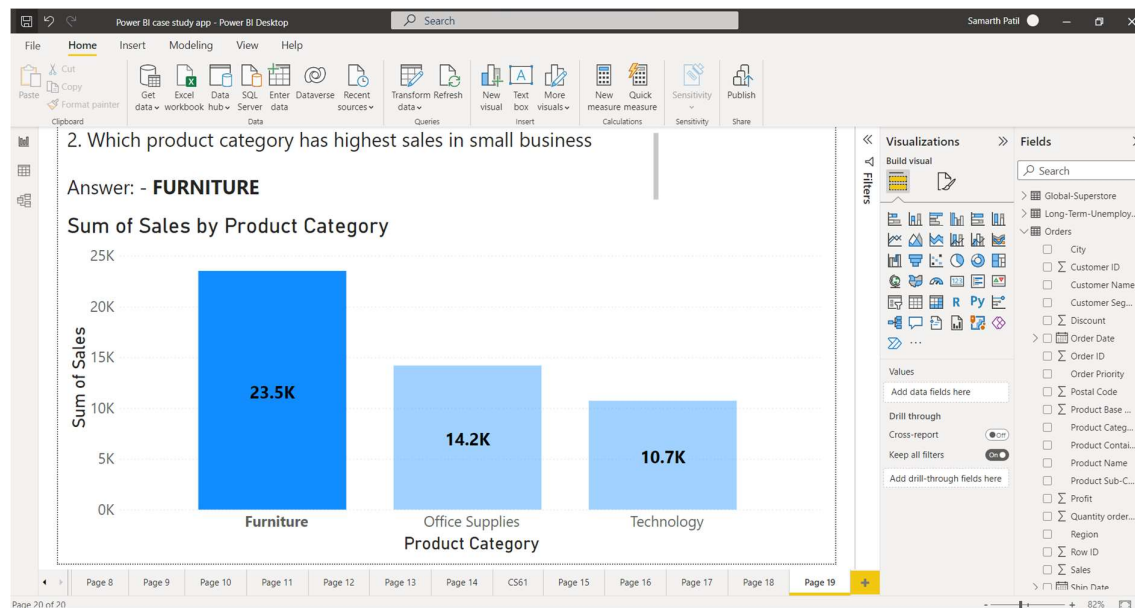 Power BI case study app - Power BI Desktop
Search
Samarth Patil
File Home Insert Modeling View Help
Paste
Cut
Copy
Format painter
Clipboard
Get data
Excel workbook
Data hub
SQL Server
Enter data
Dataverse
Recent sources
Data
Transform data
Refresh
Queries
New visual
Text box
More visuals
Insert
New measure
Quick measure
Calculations
Sensitivity
Sensitivity
Publish
Share
2. Which product category has highest sales in small business
Answer: - FURNITURE
Sum of Sales by Product Category
Sum of Sales
25K
20K
15K
10K
5K
0K
23.5K
14.2K
10.7K
Furniture Office Supplies Technology
Product Category
Filters
Visualizations
Build visual
R Py
Values
Add data fields here
Drill through
Cross-report Off
Keep all filters On
Add drill-through fields here
Fields
Search
Global-Superstore
Long-Term-Unemploy...
Orders
City
Customer ID
Customer Name
Customer Seg...
Discount
Order Date
Order ID
Order Priority
Postal Code
Product Base ...
Product Categ...
Product Contai...
Product Name
Product Sub-C...
Profit
Quantity order...
Region
Row ID
Sales
Ship Date
Page 8 Page 9 Page 10 Page 11 Page 12 Page 13 Page 14 CS61 Page 15 Page 16 Page 17 Page 18 Page 19
Page 20 of 20
82%